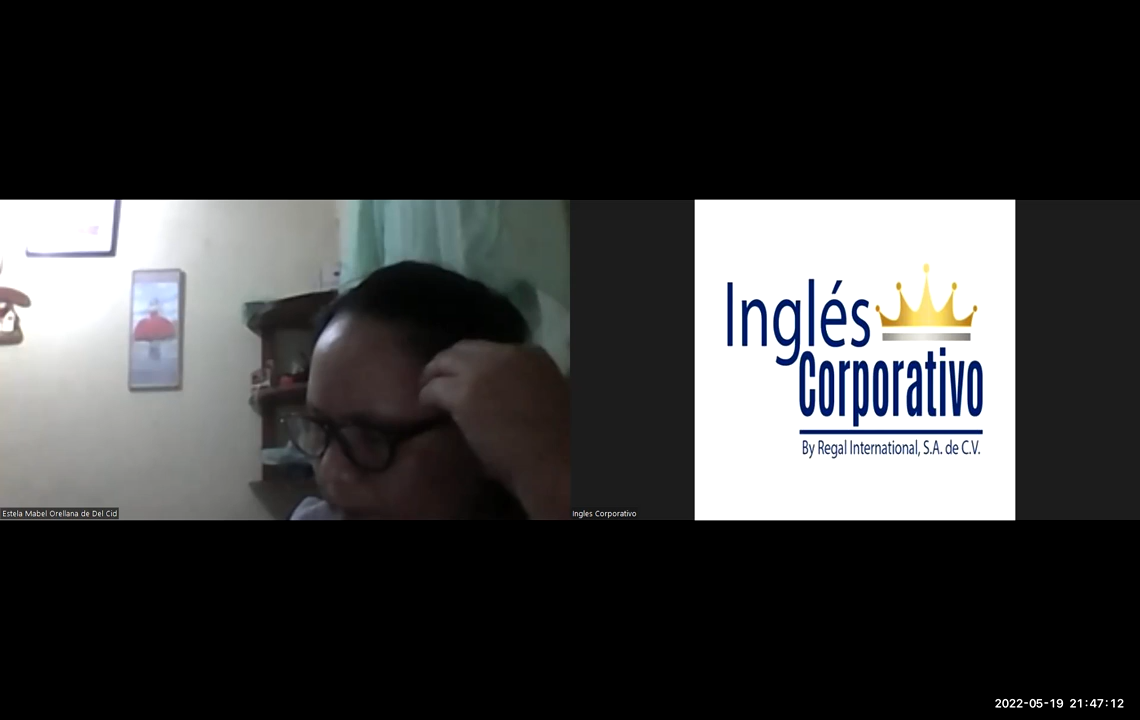 Inglés
Corporativo
By Regal International, S.A. de C.V.
Estela Mabel Orellana de Del Cid
Ingles Corporativo
2022-05-19 21:47:12